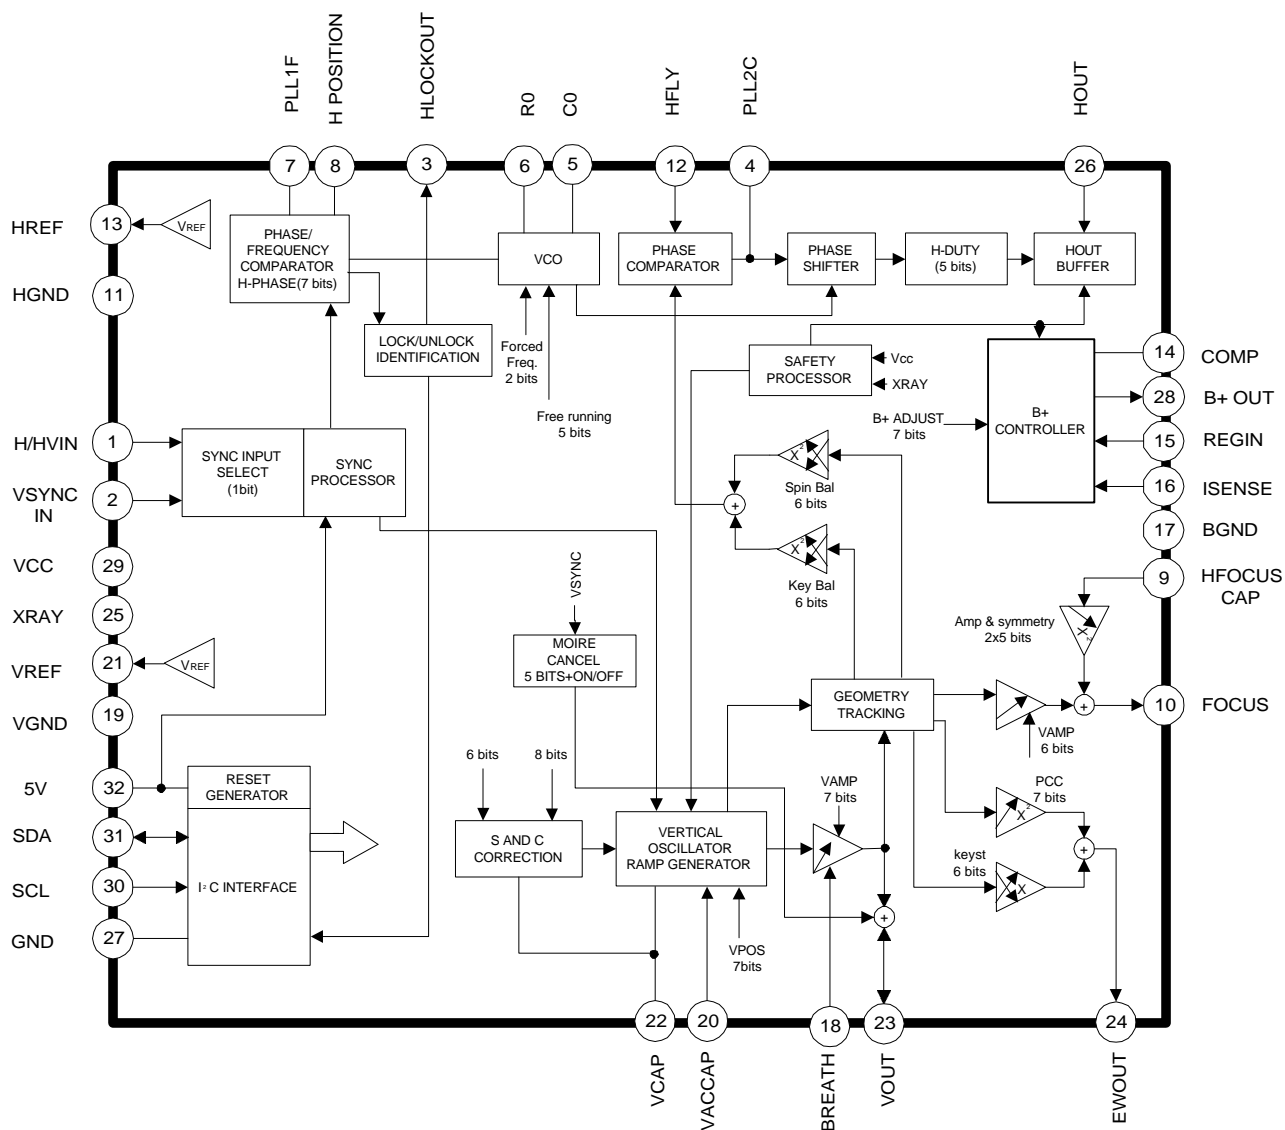 PLL1F
H POSITION
HLOCKOUT
R0
C0
HFLY
PLL2C
HOUT
7
8
3
6
5
12
4
26
HREF
13
VREF
HGND
11
PHASE/
FREQUENCY
COMPARATOR
H-PHASE(7 bits)
VCO
PHASE
COMPARATOR
PHASE
SHIFTER
H-DUTY
(5 bits)
HOUT
BUFFER
LOCK/UNLOCK
IDENTIFICATION
Forced
Freq.
2 bits
Free running
5 bits
SAFETY
PROCESSOR
Vcc
XRAY
B+ ADJUST
7 bits
B+
CONTROLLER
14
COMP
28
B+ OUT
15
REGIN
16
ISENSE
17
BGND
9
HFOCUS
CAP
10
FOCUS
H/HVIN
1
VSYNC
IN
2
VCC
29
XRAY
25
VREF
21
VREF
VGND
19
5V
32
SDA
31
SCL
30
GND
27
SYNC INPUT
SELECT
(1bit)
SYNC
PROCESSOR
X2
Spin Bal
6 bits
+
X2
Key Bal
6 bits
VSYNC
MOIRE
CANCEL
5 BITS+ON/OFF
Amp & symmetry
2x5 bits
X2
GEOMETRY
TRACKING
+
VAMP
6 bits
RESET
GENERATOR
I2C INTERFACE
6 bits
8 bits
S AND C
CORRECTION
VERTICAL
OSCILLATOR
RAMP GENERATOR
VAMP
7 bits
PCC
7 bits
X2
keyst
6 bits
X
+
+
VPOS
7bits
22
20
18
23
24
VCAP
VACCAP
BREATH
VOUT
EWOUT